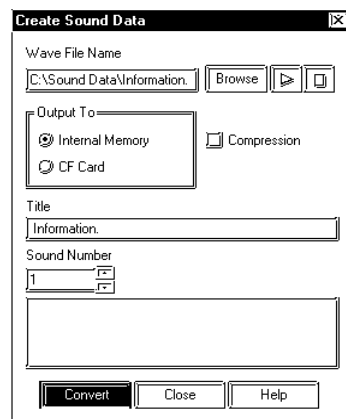 Create Sound Data
Wave File Name
C:\Sound Data\Information.
Browse
Output To
Internal Memory
Compression
CF Card
Title
Information.
Sound Number
1
Convert Close Help